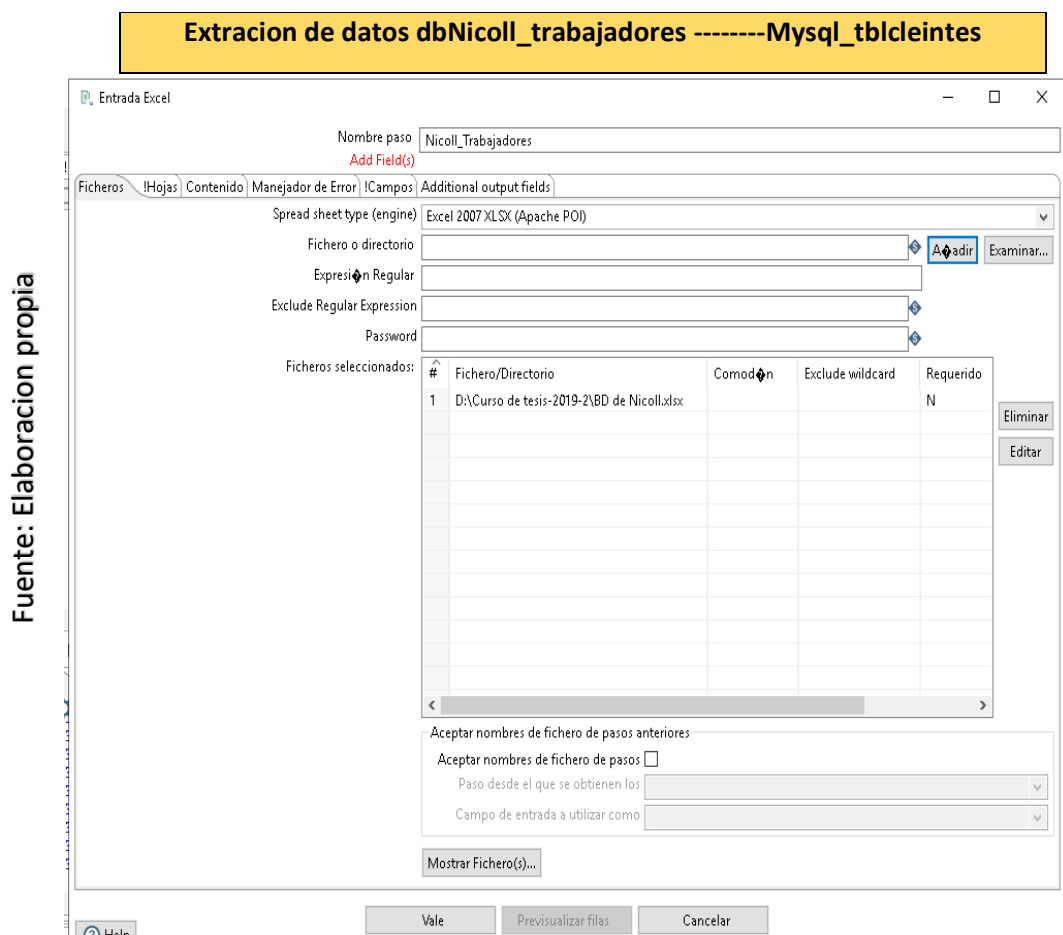 Extracion de datos dbNicoll_trabajadores --------Mysql_tblcleintes
Fuente: Elaboracion propia
Entrada Excel
Nombre paso Nicoll_Trabajadores
Add Field(s)
Ficheros !Hojas Contenido Manejador de Error !Campos Additional output fields
Spread sheet type (engine) Excel 2007 XLSX (Apache POI)
Fichero o directorio A�adir Examinar...
Expresi�n Regular
Exclude Regular Expression
Password
Ficheros seleccionados: # Fichero/Directorio Comod�n Exclude wildcard Requerido
1 D:\Curso de tesis-2019-2\BD de Nicoll.xlsx N
Eliminar
Editar
Aceptar nombres de fichero de pasos anteriores
Aceptar nombres de fichero de pasos
Paso desde el que se obtienen los
Campo de entrada a utilizar como
Mostrar Fichero(s)...
Vale Previsualizar filas Cancelar
Help